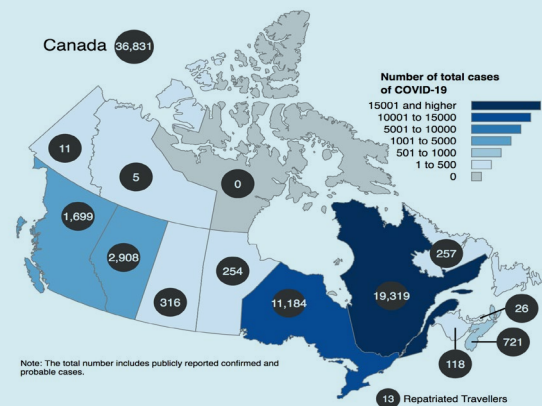 Canada 36,831
Number of total cases
of COVID-19
15001 and higher
10001 to 15000
5001 to 10000
1001 to 5000
501 to 1000
1 to 500
0
11
5
0
1,699
2,908
316
254
11,184
19,319
257
26
721
118
Note: The total number includes publicly reported confirmed and
probable cases.
13 Repatriated Travellers